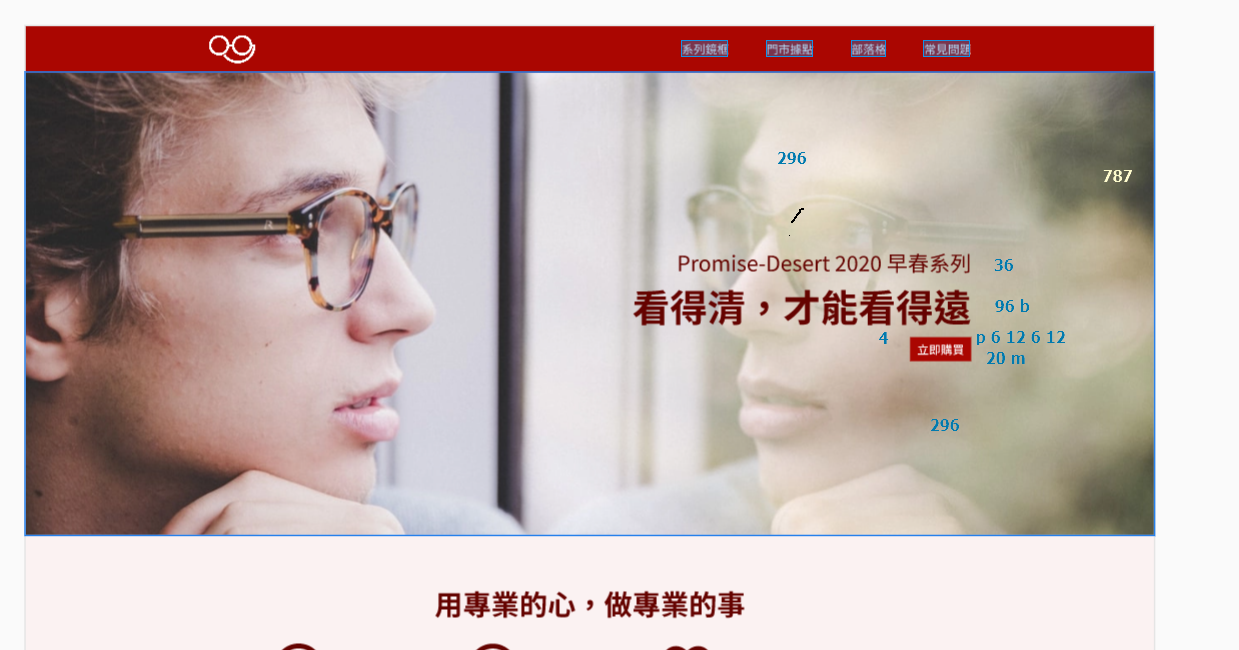 系列鏡框 門市據點 部落格 常見問題
296
787
Promise-Desert 2020 早春系列 36
看得清，才能看得遠 96 b
4 立即購買 p 6 12 6 12
20 m
296
用專業的心，做專業的事